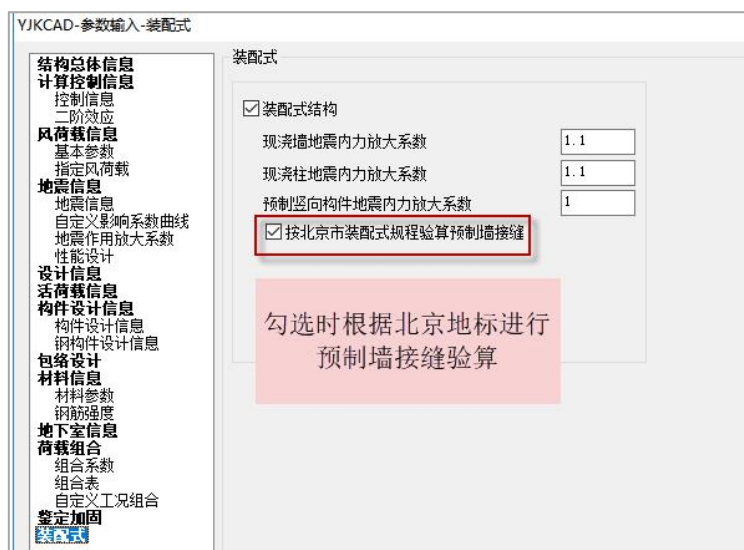 YJKCAD-参数输入-装配式
结构总体信息
计算控制信息
控制信息
二阶效应
风荷载信息
基本参数
指定风荷载
地震信息
地震信息
自定义影响系数曲线
地震作用放大系数
性能设计
设计信息
活荷载信息
构件设计信息
构件设计信息
钢构件设计信息
包络设计
材料信息
材料参数
钢筋强度
地下室信息
荷载组合
组合系数
组合表
自定义工况组合
鉴定加固
装配式
装配式
装配式结构
现浇墙地震内力放大系数 1.1
现浇柱地震内力放大系数 1.1
预制竖向构件地震内力放大系数 1
按北京市装配式规程验算预制墙接缝
勾选时根据北京地标进行
预制墙接缝验算